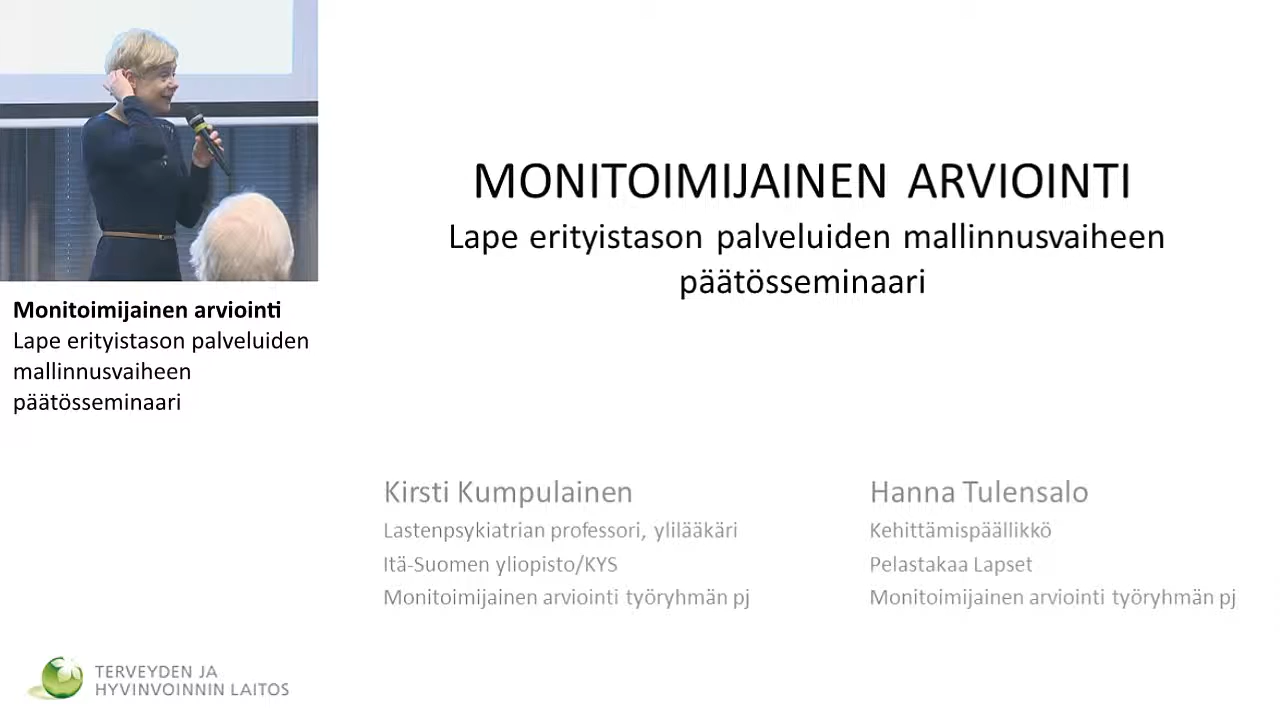 Monitoimijainen arviointi
Lape erityistason palveluiden
mallinnusvaiheen
päätösseminaari
MONITOIMIJAINEN ARVIOINTI
Lape erityistason palveluiden mallinnusvaiheen
päätösseminaari
Kirsti Kumpulainen
Lastenpsykiatrian professori, ylilääkäri
Itä-Suomen yliopisto/KYS
Monitoimijainen arviointi työryhmän pj
Hanna Tulensalo
Kehittämispäällikkö
Pelastakaa Lapset
Monitoimijainen arviointi työryhmän pj
TERVEYDEN JA
HYVINVOINNIN LAITOS